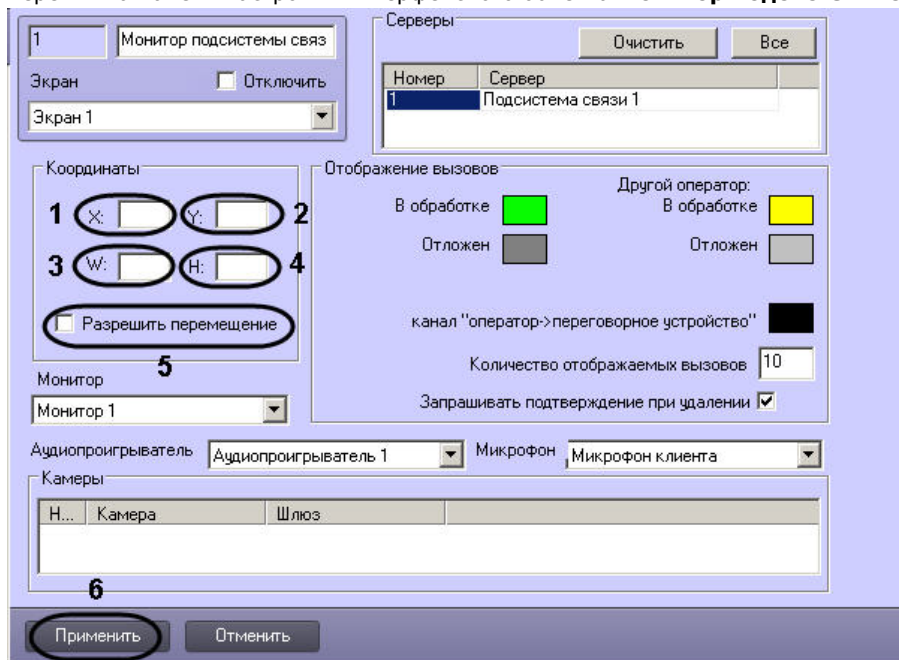 1
Монитор подсистемы связ
Экран
Отключить
Экран 1
Серверы
Очистить
Все
Номер
Сервер
1
Подсистема связи 1
Координаты
1
X:
Y:
2
3
W:
H:
4
Разрешить перемещение
5
Отображение вызовов
Другой оператор:
В обработке
В обработке
Отложен
Отложен
канал "оператор->переговорное устройство"
Количество отображаемых вызовов
10
Запрашивать подтверждение при удалении
Монитор
Монитор 1
Аудиопроигрыватель
Аудиопроигрыватель 1
Микрофон
Микрофон клиента
Камеры
Н...
Камера
Шлюз
6
Применить
Отменить